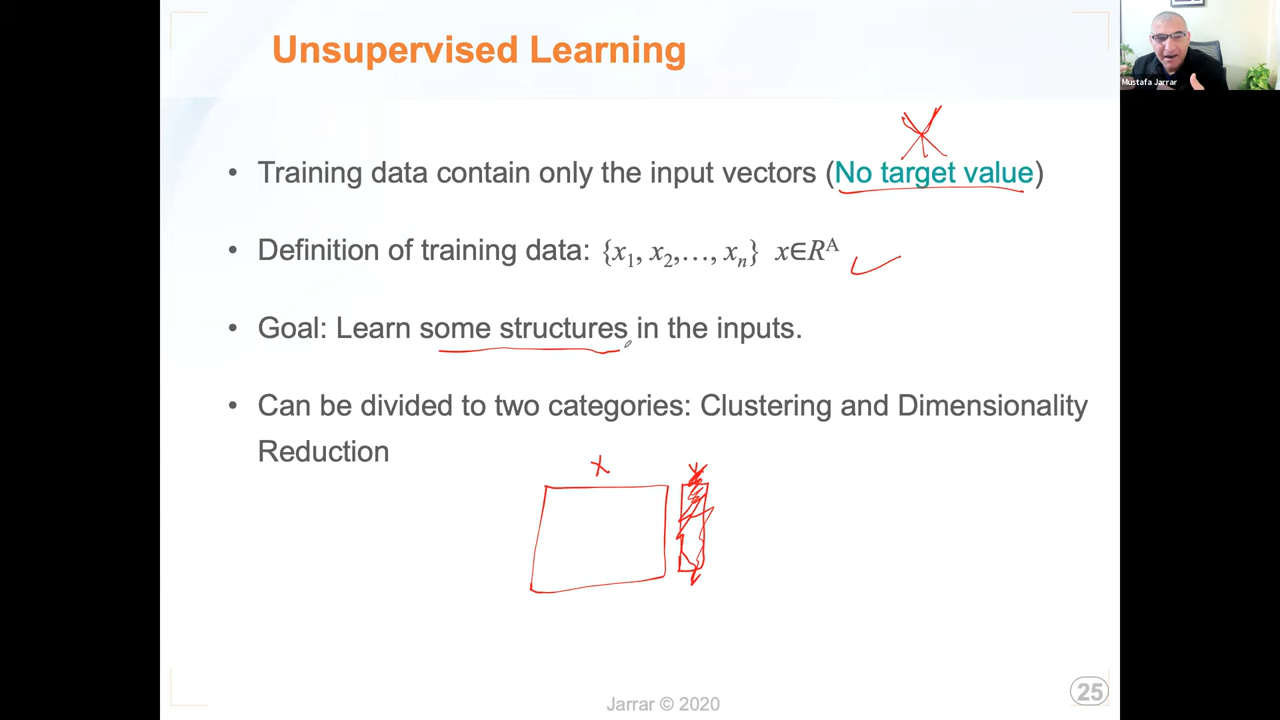 Unsupervised Learning
Mustafa Jarrar
X
• Training data contain only the input vectors (No target value)
• Definition of training data: {x₁, x₂,…, xₙ} x∈Rᴬ
• Goal: Learn some structures in the inputs.
• Can be divided to two categories: Clustering and Dimensionality
Reduction
x
Jarrar © 2020
25